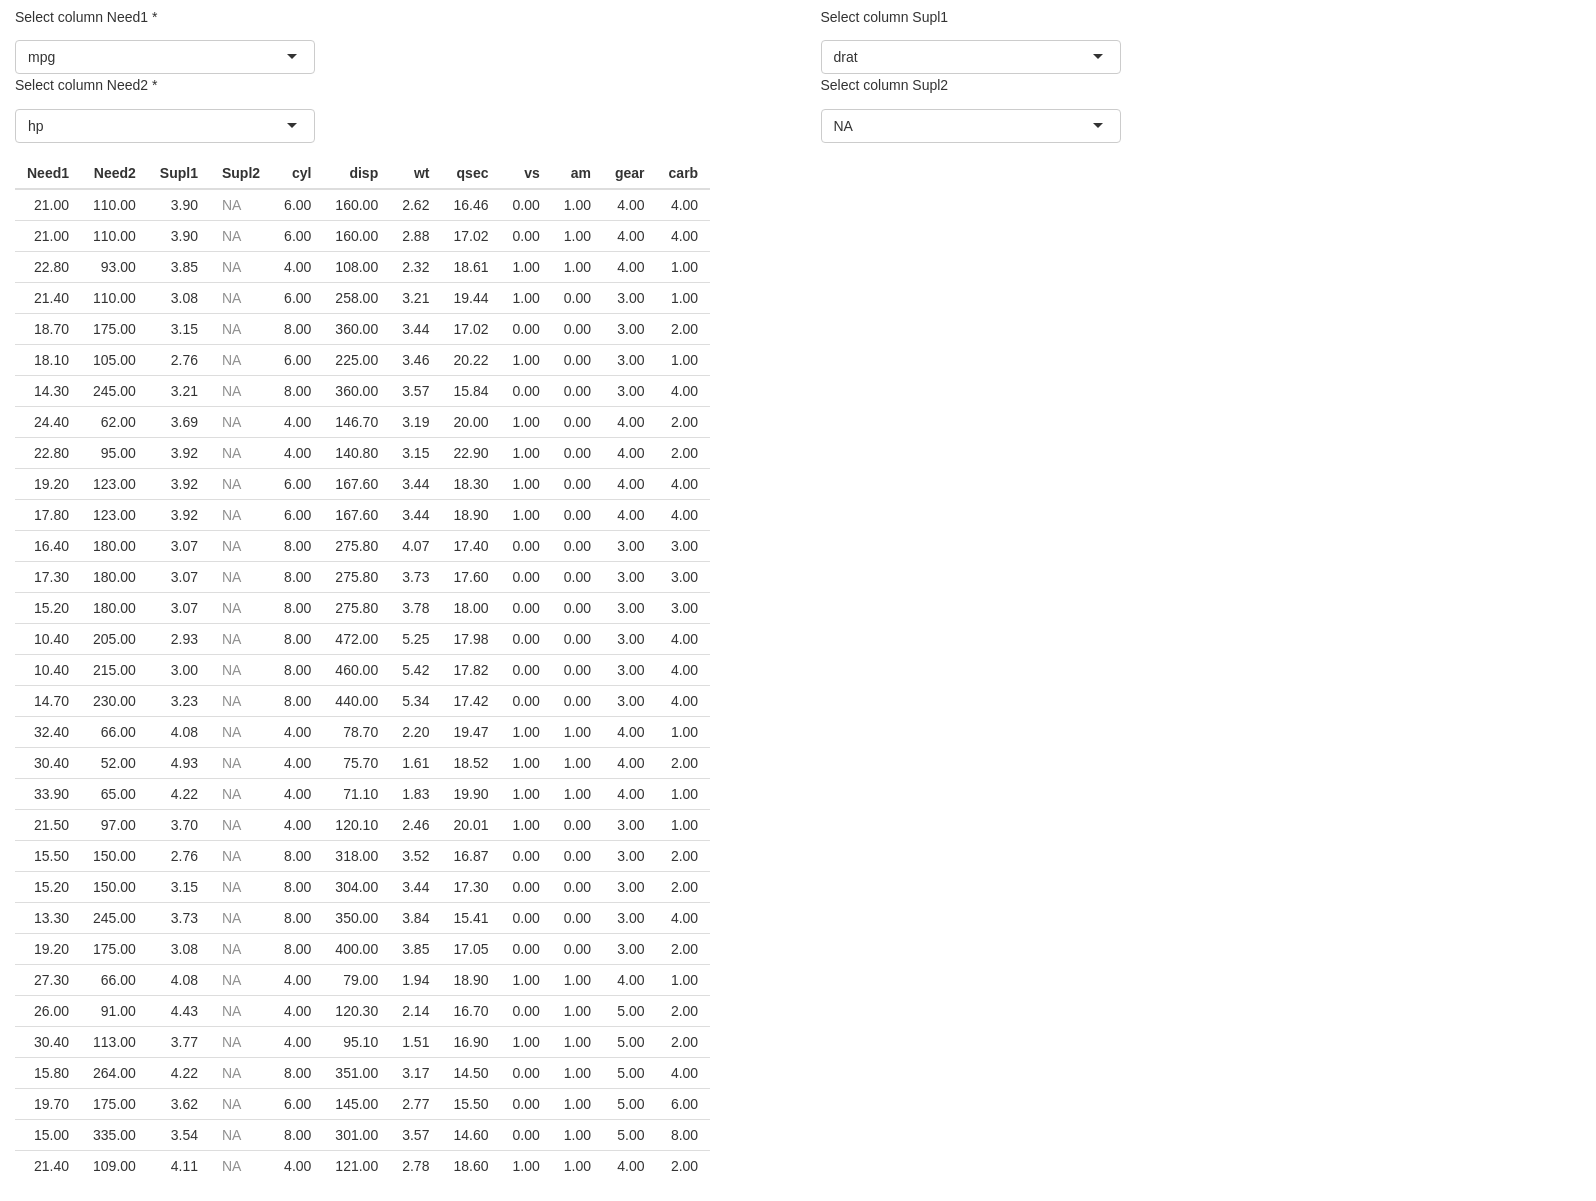 Select column Need1 *
Select column Supl1
mpg
drat
Select column Need2 *
Select column Supl2
hp
NA
Need1 Need2 Supl1 Supl2 cyl disp wt qsec vs am gear carb
21.00 110.00 3.90 NA 6.00 160.00 2.62 16.46 0.00 1.00 4.00 4.00
21.00 110.00 3.90 NA 6.00 160.00 2.88 17.02 0.00 1.00 4.00 4.00
22.80 93.00 3.85 NA 4.00 108.00 2.32 18.61 1.00 1.00 4.00 1.00
21.40 110.00 3.08 NA 6.00 258.00 3.21 19.44 1.00 0.00 3.00 1.00
18.70 175.00 3.15 NA 8.00 360.00 3.44 17.02 0.00 0.00 3.00 2.00
18.10 105.00 2.76 NA 6.00 225.00 3.46 20.22 1.00 0.00 3.00 1.00
14.30 245.00 3.21 NA 8.00 360.00 3.57 15.84 0.00 0.00 3.00 4.00
24.40 62.00 3.69 NA 4.00 146.70 3.19 20.00 1.00 0.00 4.00 2.00
22.80 95.00 3.92 NA 4.00 140.80 3.15 22.90 1.00 0.00 4.00 2.00
19.20 123.00 3.92 NA 6.00 167.60 3.44 18.30 1.00 0.00 4.00 4.00
17.80 123.00 3.92 NA 6.00 167.60 3.44 18.90 1.00 0.00 4.00 4.00
16.40 180.00 3.07 NA 8.00 275.80 4.07 17.40 0.00 0.00 3.00 3.00
17.30 180.00 3.07 NA 8.00 275.80 3.73 17.60 0.00 0.00 3.00 3.00
15.20 180.00 3.07 NA 8.00 275.80 3.78 18.00 0.00 0.00 3.00 3.00
10.40 205.00 2.93 NA 8.00 472.00 5.25 17.98 0.00 0.00 3.00 4.00
10.40 215.00 3.00 NA 8.00 460.00 5.42 17.82 0.00 0.00 3.00 4.00
14.70 230.00 3.23 NA 8.00 440.00 5.34 17.42 0.00 0.00 3.00 4.00
32.40 66.00 4.08 NA 4.00 78.70 2.20 19.47 1.00 1.00 4.00 1.00
30.40 52.00 4.93 NA 4.00 75.70 1.61 18.52 1.00 1.00 4.00 2.00
33.90 65.00 4.22 NA 4.00 71.10 1.83 19.90 1.00 1.00 4.00 1.00
21.50 97.00 3.70 NA 4.00 120.10 2.46 20.01 1.00 0.00 3.00 1.00
15.50 150.00 2.76 NA 8.00 318.00 3.52 16.87 0.00 0.00 3.00 2.00
15.20 150.00 3.15 NA 8.00 304.00 3.44 17.30 0.00 0.00 3.00 2.00
13.30 245.00 3.73 NA 8.00 350.00 3.84 15.41 0.00 0.00 3.00 4.00
19.20 175.00 3.08 NA 8.00 400.00 3.85 17.05 0.00 0.00 3.00 2.00
27.30 66.00 4.08 NA 4.00 79.00 1.94 18.90 1.00 1.00 4.00 1.00
26.00 91.00 4.43 NA 4.00 120.30 2.14 16.70 0.00 1.00 5.00 2.00
30.40 113.00 3.77 NA 4.00 95.10 1.51 16.90 1.00 1.00 5.00 2.00
15.80 264.00 4.22 NA 8.00 351.00 3.17 14.50 0.00 1.00 5.00 4.00
19.70 175.00 3.62 NA 6.00 145.00 2.77 15.50 0.00 1.00 5.00 6.00
15.00 335.00 3.54 NA 8.00 301.00 3.57 14.60 0.00 1.00 5.00 8.00
21.40 109.00 4.11 NA 4.00 121.00 2.78 18.60 1.00 1.00 4.00 2.00